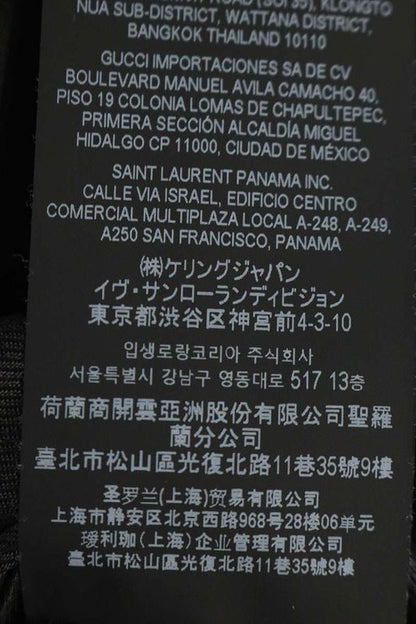 ROAD (SOI 35), KLONGTO
NUA SUB-DISTRICT, WATTANA DISTRICT,
BANGKOK THAILAND 10110
GUCCI IMPORTACIONES SA DE CV
BOULEVARD MANUEL AVILA CAMACHO 40,
PISO 19 COLONIA LOMAS DE CHAPULTEPEC,
PRIMERA SECCIÓN ALCALDÍA MIGUEL
HIDALGO CP 11000, CIUDAD DE MÉXICO
SAINT LAURENT PANAMA INC.
CALLE VIA ISRAEL, EDIFICIO CENTRO
COMERCIAL MULTIPLAZA LOCAL A-248, A-249,
A250 SAN FRANCISCO, PANAMA
(株)ケリングジャパン
イヴ・サンローランディビジョン
東京都渋谷区神宮前4-3-10
입생로랑코리아 주식회사
서울특별시 강남구 영동대로 517 13층
荷蘭商開雲亞洲股份有限公司聖羅
蘭分公司
臺北市松山區光復北路11巷35號9樓
圣罗兰(上海)贸易有限公司
上海市静安区北京西路968号28楼06单元
瑷利珈(上海)企业管理有限公司
臺北市松山區光復北路11巷35號9樓